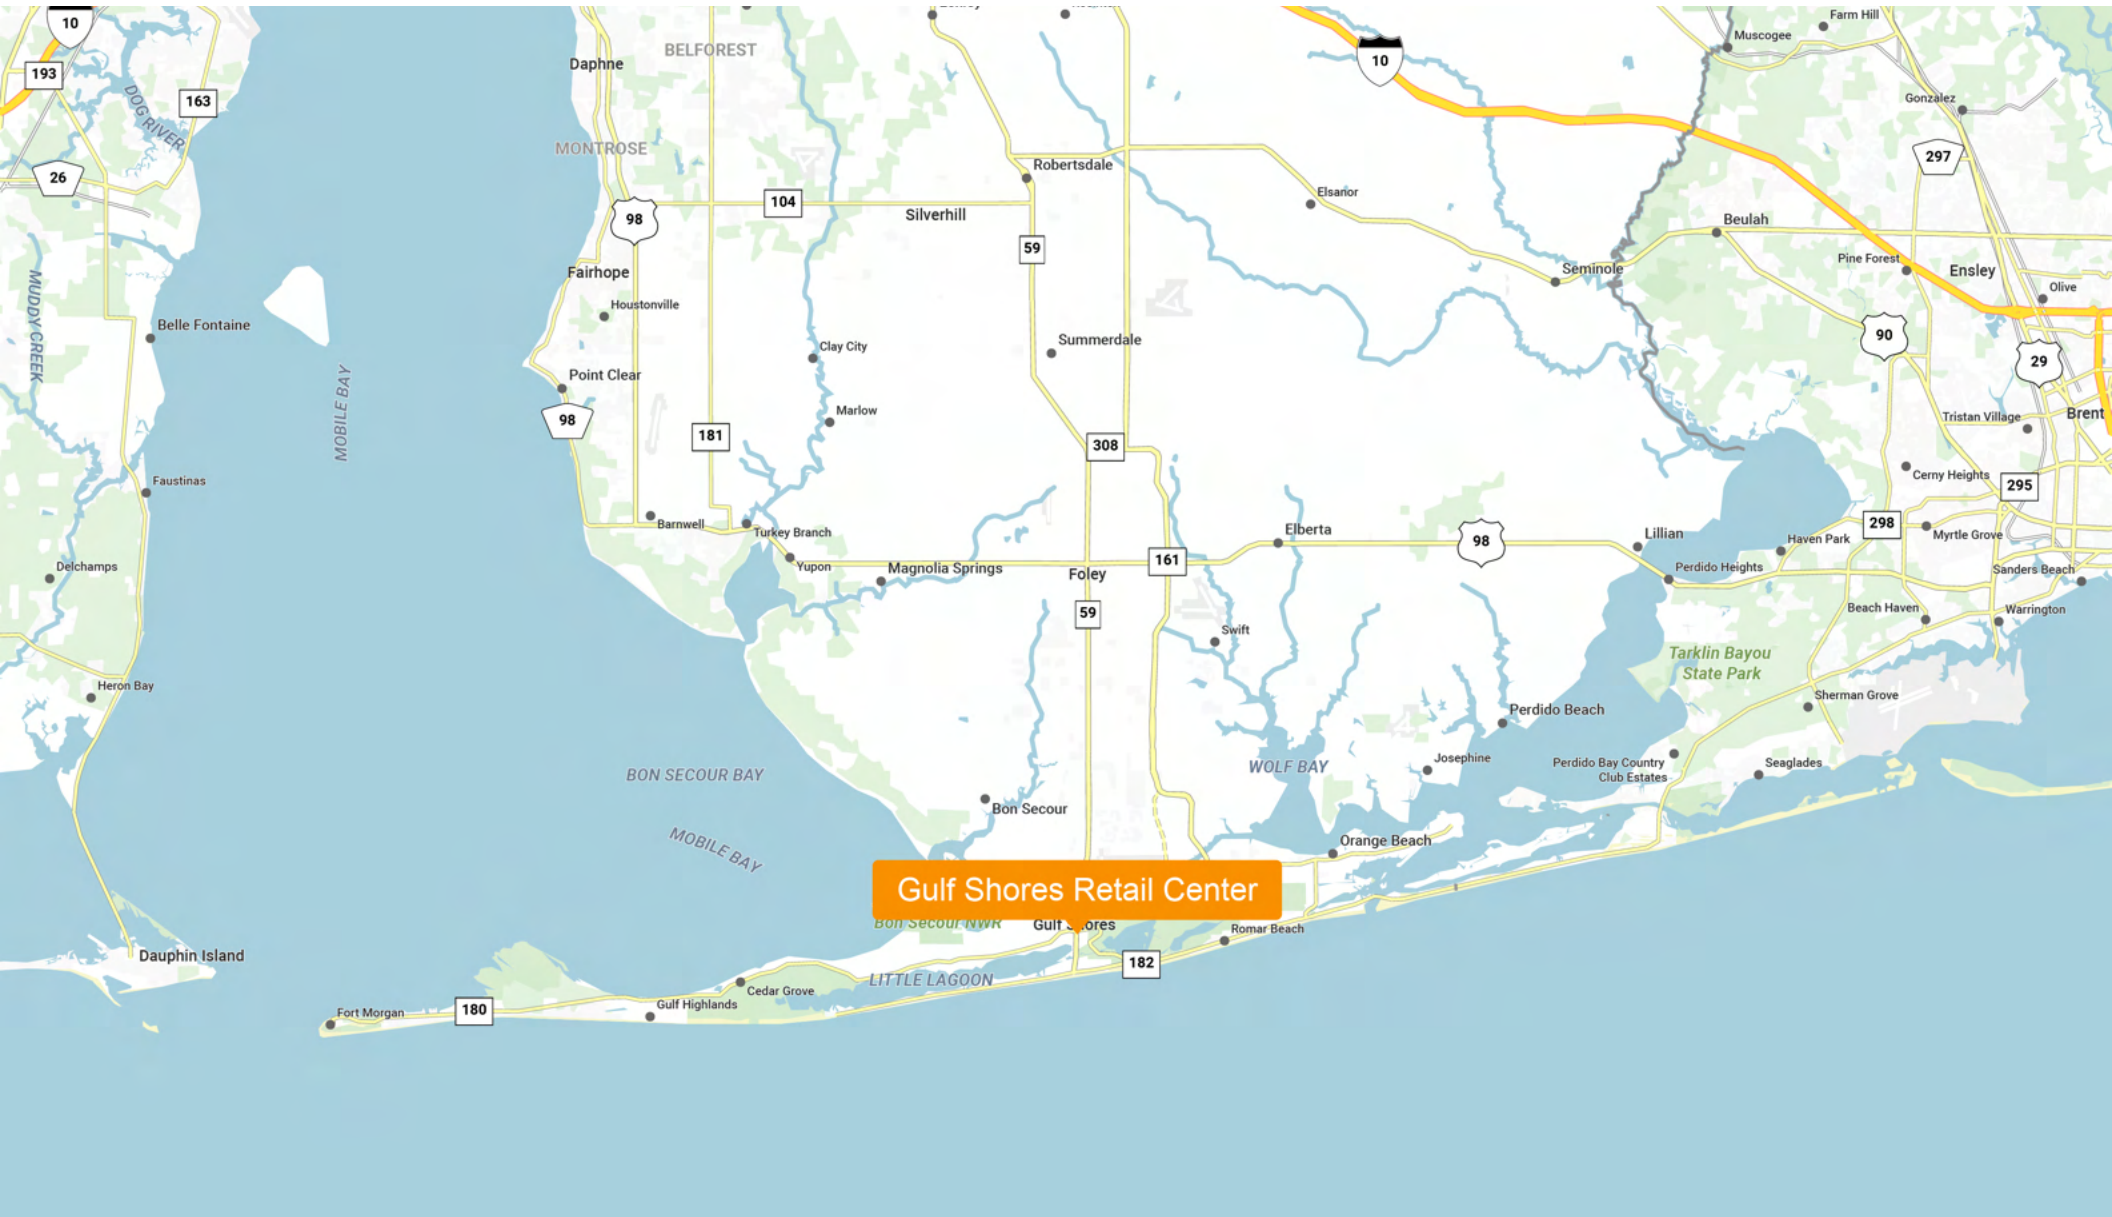 10
Farm Hill
Muscogee
BELFOREST
Daphne
10
193
163
DOG RIVER
Gonzalez
MONTROSE
297
Robertsdale
26
Elsanor
104
Silverhill
98
Beulah
59
Pine Forest
Ensley
Seminole
Fairhope
Olive
Houstonville
MUDDY CREEK
Belle Fontaine
90
Summerdale
Clay City
29
Point Clear
MOBILE BAY
Marlow
98
Tristan Village
Brent
181
308
Faustinas
Cerny Heights
295
Barnwell
Turkey Branch
Elberta
98
Lillian
298
Haven Park
Myrtle Grove
Delchamps
Yupon
Magnolia Springs
Foley
161
Perdido Heights
Sanders Beach
59
Beach Haven
Warrington
Swift
Tarklin Bayou
State Park
Heron Bay
Sherman Grove
Perdido Beach
BON SECOUR BAY
WOLF BAY
Josephine
Perdido Bay Country
Club Estates
Seaglades
Bon Secour
MOBILE BAY
Orange Beach
Gulf Shores Retail Center
Bon Secour NWR
Gulf Shores
Romar Beach
Dauphin Island
182
LITTLE LAGOON
Cedar Grove
Gulf Highlands
180
Fort Morgan